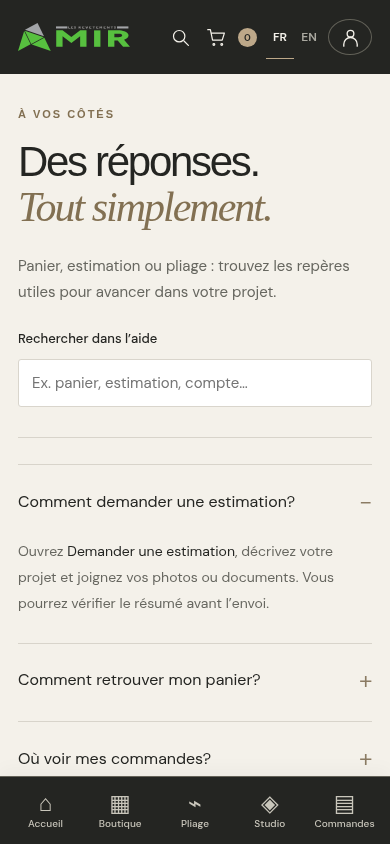 LES REVÊTEMENTS
AMIR
0
FR
EN
À VOS CÔTÉS
Des réponses.
Tout simplement.
Panier, estimation ou pliage : trouvez les repères
utiles pour avancer dans votre projet.
Rechercher dans l’aide
Ex. panier, estimation, compte…
Comment demander une estimation?
Ouvrez Demander une estimation, décrivez votre
projet et joignez vos photos ou documents. Vous
pourrez vérifier le résumé avant l’envoi.
Comment retrouver mon panier?
Où voir mes commandes?
Accueil
Boutique
Pliage
Studio
Commandes